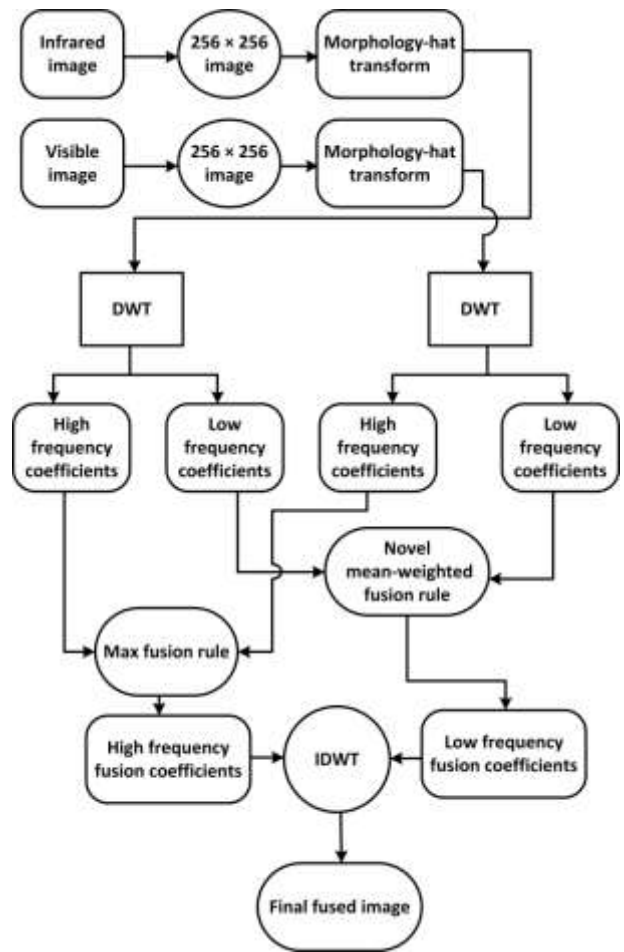 Infrared
image
256 × 256
image
Morphology-hat
transform
Visible
image
256 × 256
image
Morphology-hat
transform
DWT
DWT
High
frequency
coefficients
Low
frequency
coefficients
High
frequency
coefficients
Low
frequency
coefficients
Novel
mean-weighted
fusion rule
Max fusion rule
High frequency
fusion coefficients
IDWT
Low frequency
fusion coefficients
Final fused image